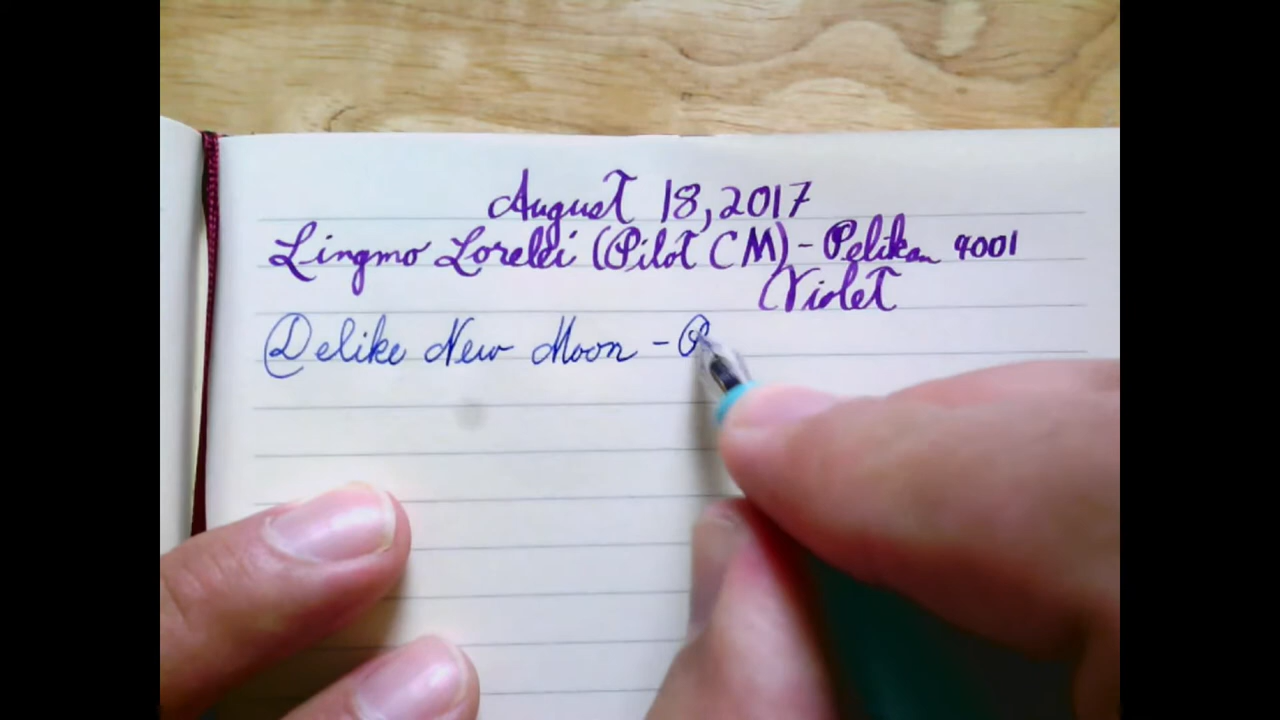 August 18, 2017
Lingmo Lorelei (Pilot CM) - Pelikan 4001
Violet
Delike New Moon - P